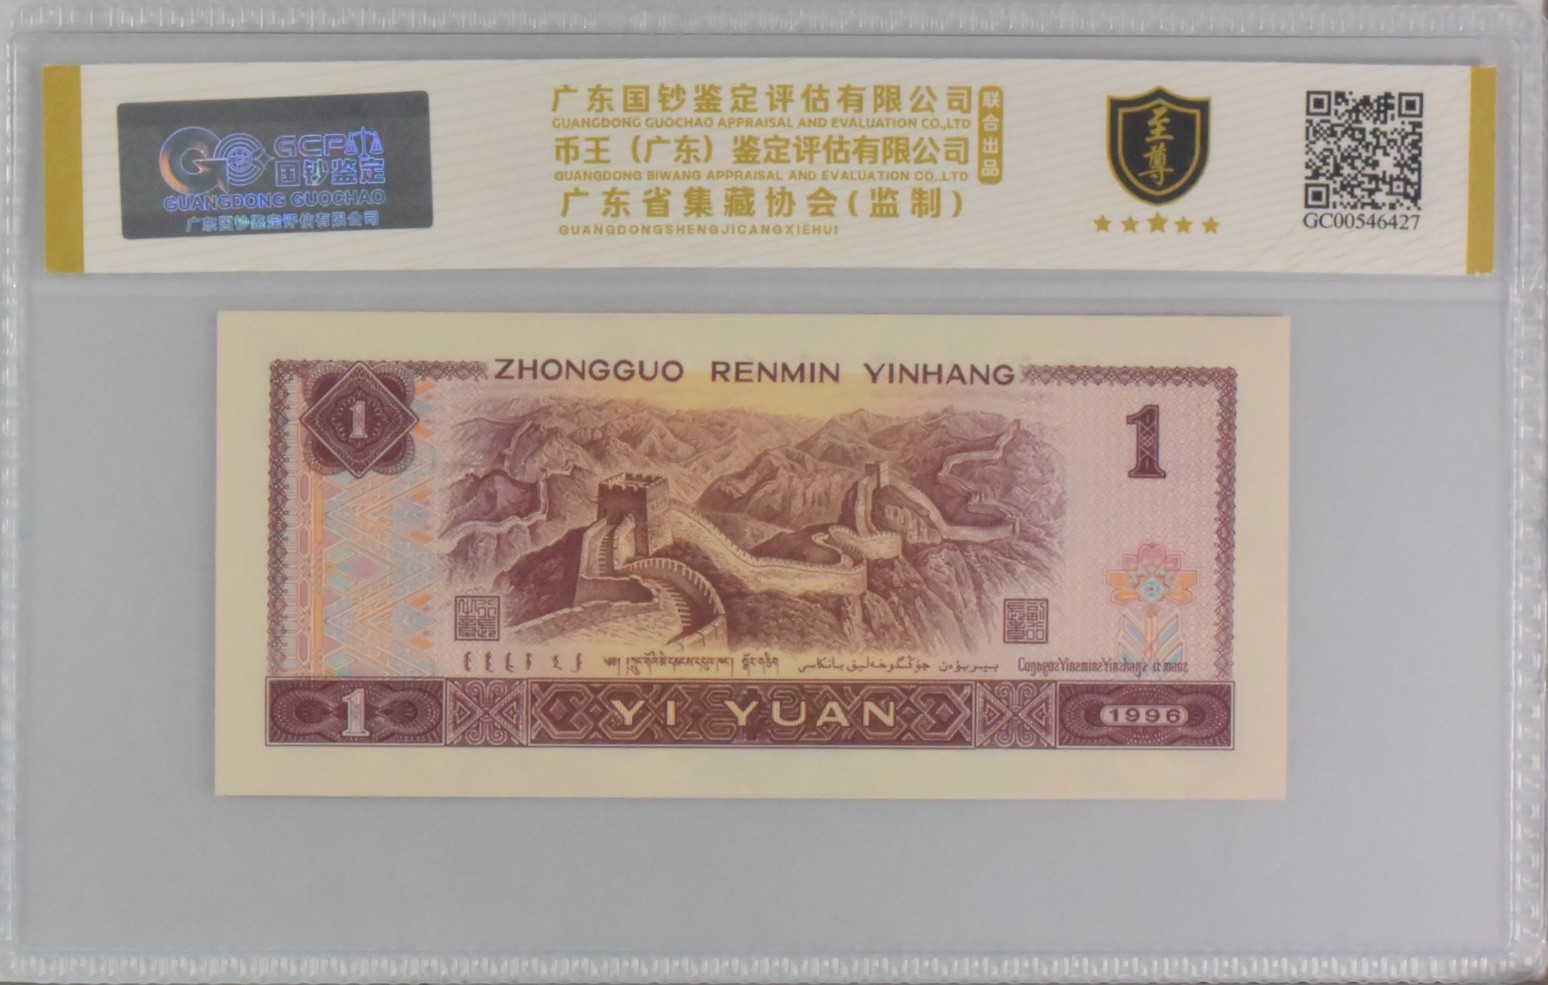 GCP
国钞鉴定
GUANGDONG GUOCHAO
广东国钞鉴定评估有限公司
广东国钞鉴定评估有限公司
GUANGDONG GUOCHAO APPRAISAL AND EVALUATION CO.,LTD
币王（广东）鉴定评估有限公司
GUANGDONG BIWANG APPRAISAL AND EVALUATION CO.,LTD
广东省集藏协会(监制)
GUANGDONGSHENGJICANGXIEHUI
联合出品
至尊
GC00546427
ZHONGGUO RENMIN YINHANG
1
1
YI YUAN
1
1996